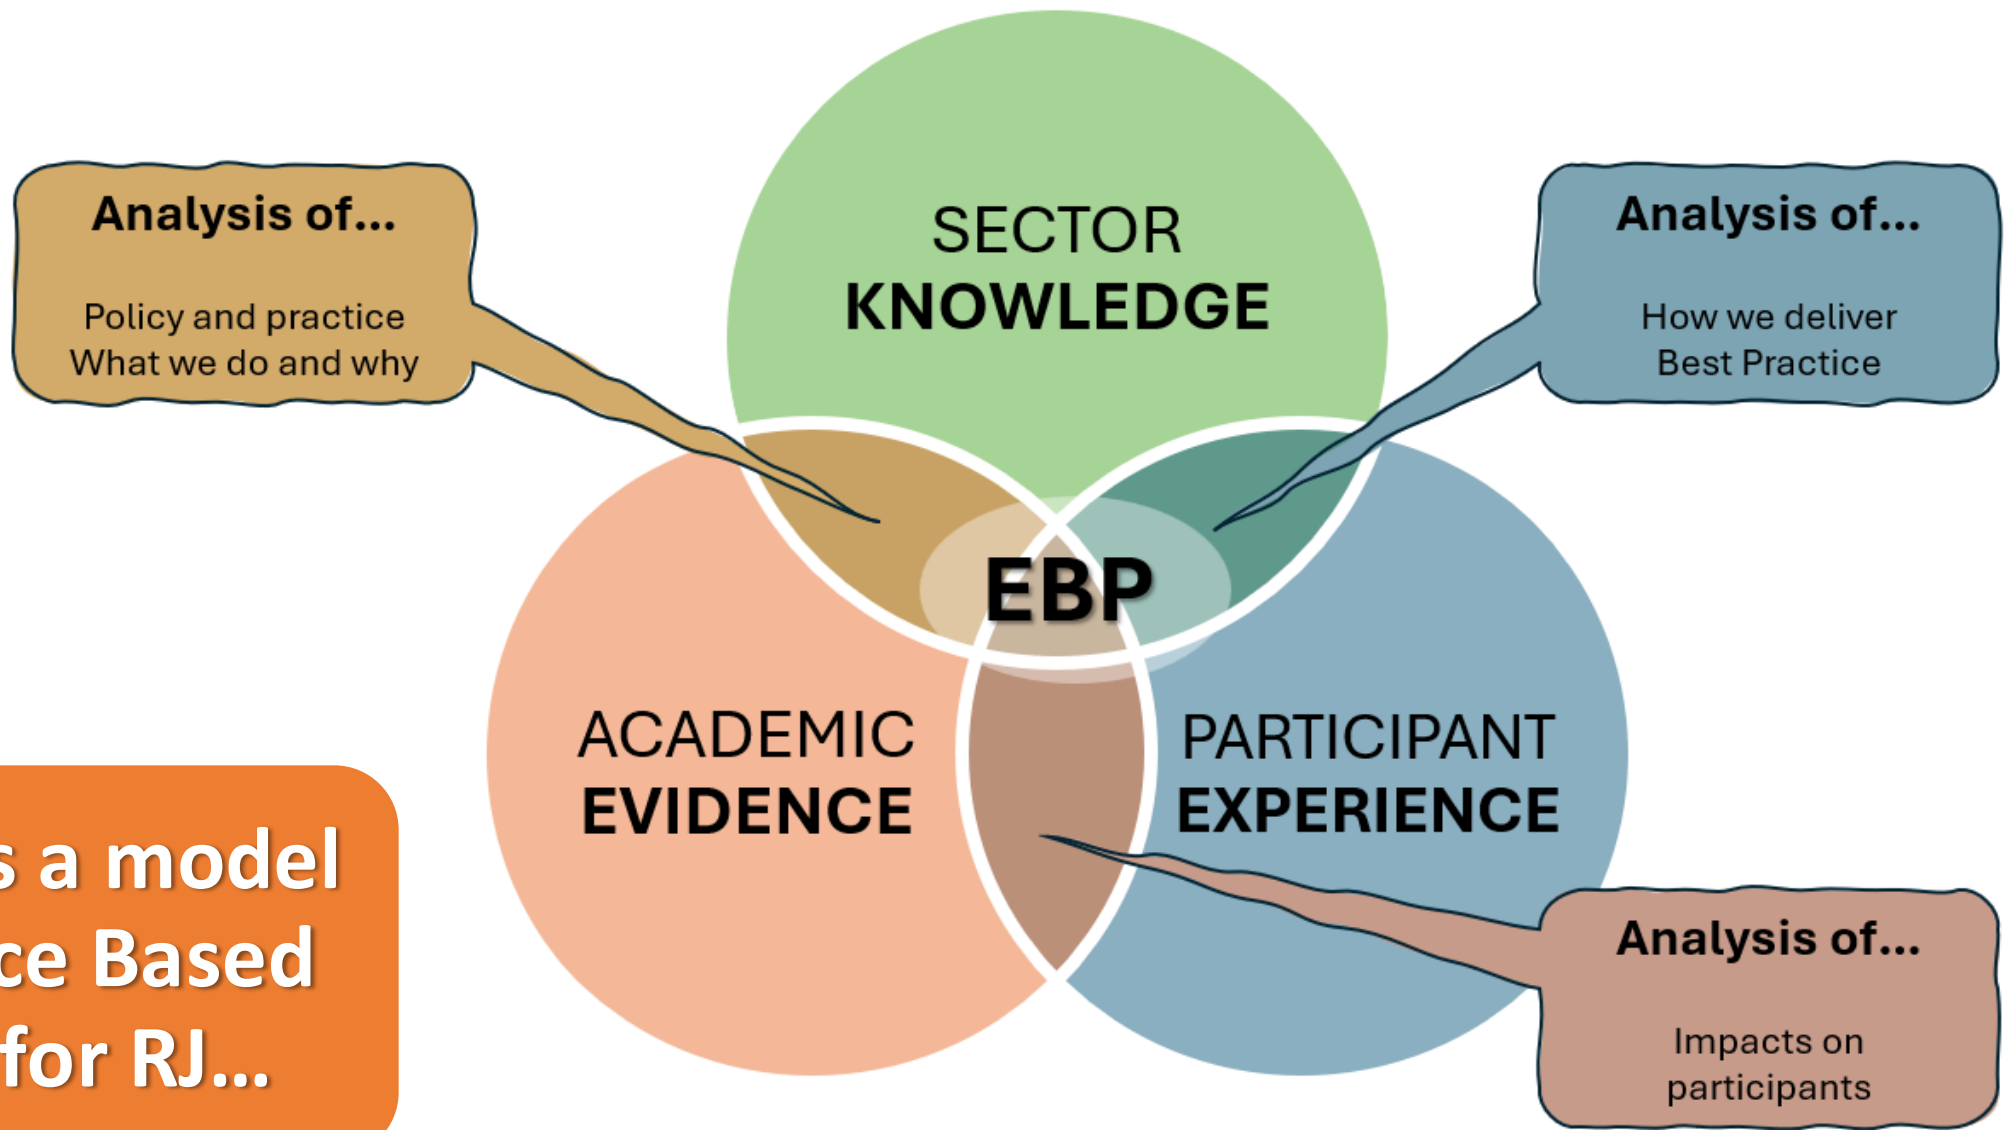 SECTOR
KNOWLEDGE
Analysis of...
Policy and practice
What we do and why
Analysis of...
How we deliver
Best Practice
EBP
ACADEMIC
EVIDENCE
PARTICIPANT
EXPERIENCE
a model
Based
for RJ...
Analysis of...
Impacts on
participants